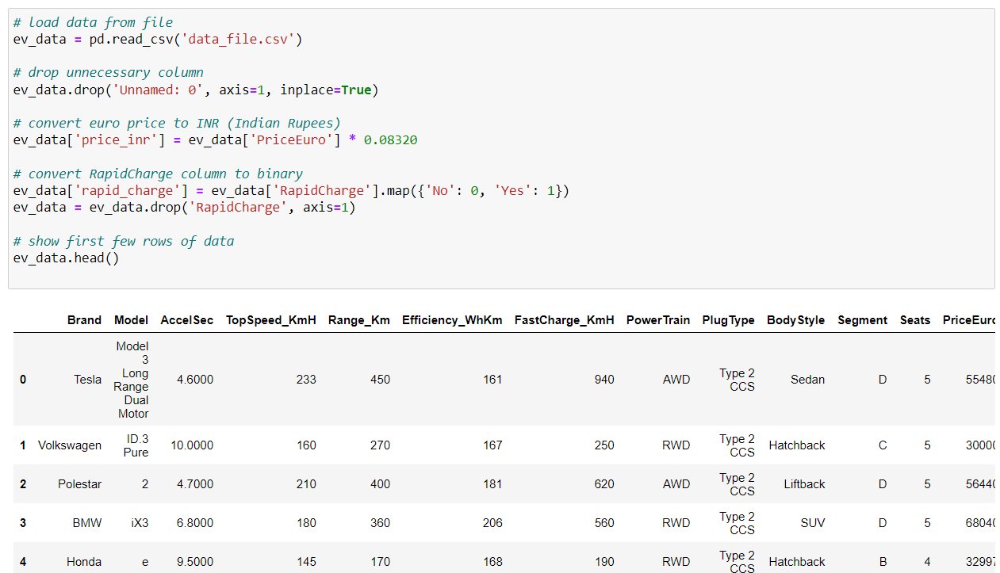 # load data from file
ev_data = pd.read_csv('data_file.csv')
# drop unnecessary column
ev_data.drop('Unnamed: 0', axis=1, inplace=True)
# convert euro price to INR (Indian Rupees)
ev_data['price_inr'] = ev_data['PriceEuro'] * 0.08320
# convert RapidCharge column to binary
ev_data['rapid_charge'] = ev_data['RapidCharge'].map({'No': 0, 'Yes': 1})
ev_data = ev_data.drop('RapidCharge', axis=1)
# show first few rows of data
ev_data.head()
Brand Model AccelSec TopSpeed_KmH Range_Km Efficiency_WhKm FastCharge_KmH PowerTrain PlugType BodyStyle Segment Seats PriceEuro
Model
3
Long
0 Tesla Range 4.6000 233 450 161 940 AWD Type 2 CCS Sedan D 5 55480
Dual
Motor
1 Volkswagen ID.3 Pure 10.0000 160 270 167 250 RWD Type 2 CCS Hatchback C 5 30000
2 Polestar 2 4.7000 210 400 181 620 AWD Type 2 CCS Liftback D 5 56440
3 BMW iX3 6.8000 180 360 206 560 RWD Type 2 CCS SUV D 5 68040
4 Honda e 9.5000 145 170 168 190 RWD Type 2 CCS Hatchback B 4 32997